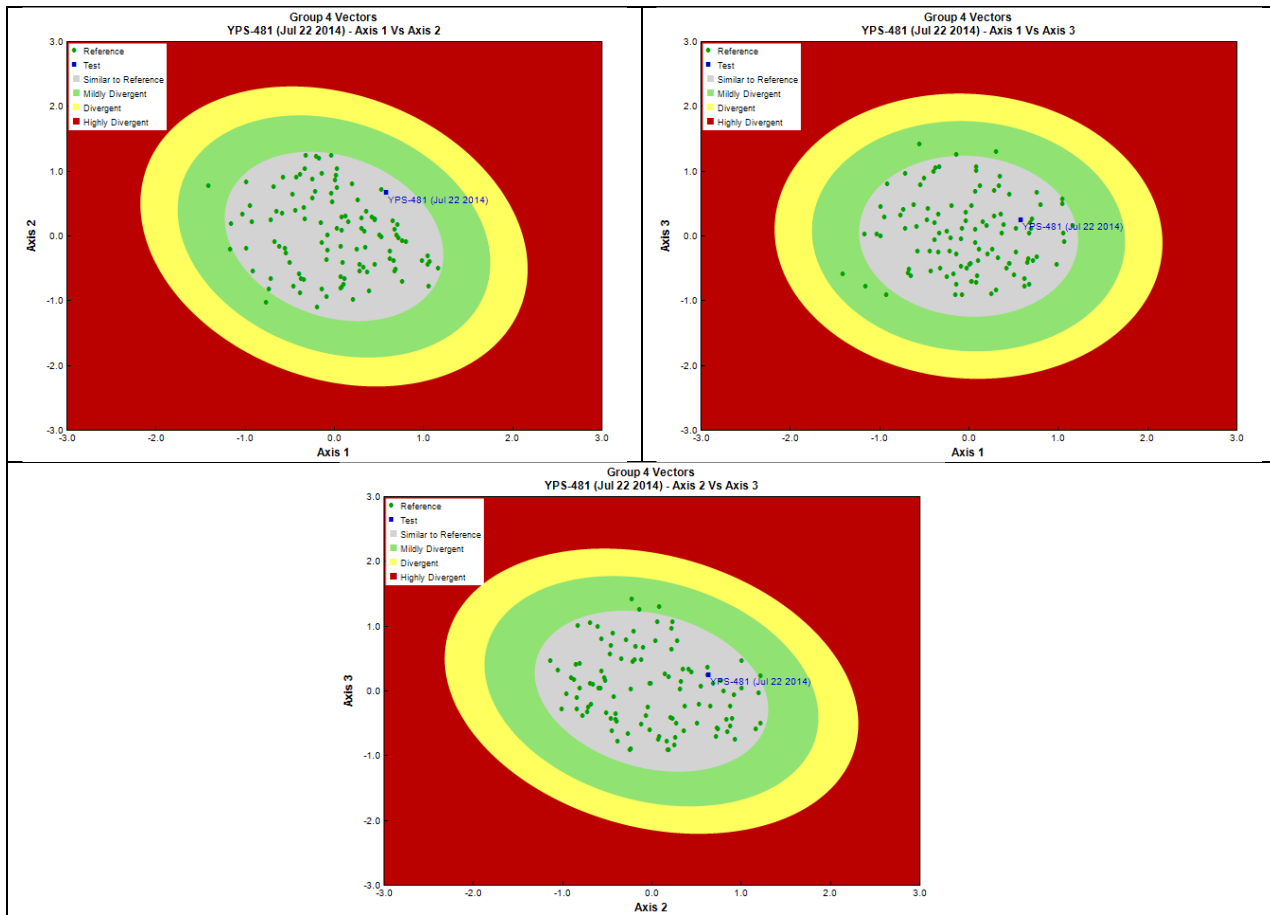 Group 4 Vectors
YPS-481 (Jul 22 2014) - Axis 1 Vs Axis 2
3.0
2.0
1.0
0.0
-1.0
-2.0
-3.0
Axis 2
Reference
Test
Similar to Reference
Mildly Divergent
Divergent
Highly Divergent
YPS-481 (Jul 22 2014)
-3.0 -2.0 -1.0 0.0 1.0 2.0 3.0
Axis 1
Group 4 Vectors
YPS-481 (Jul 22 2014) - Axis 1 Vs Axis 3
3.0
2.0
1.0
0.0
-1.0
-2.0
-3.0
Axis 3
Reference
Test
Similar to Reference
Mildly Divergent
Divergent
Highly Divergent
YPS-481 (Jul 22 2014)
-3.0 -2.0 -1.0 0.0 1.0 2.0 3.0
Axis 1
Group 4 Vectors
YPS-481 (Jul 22 2014) - Axis 2 Vs Axis 3
3.0
2.0
1.0
0.0
-1.0
-2.0
-3.0
Axis 3
Reference
Test
Similar to Reference
Mildly Divergent
Divergent
Highly Divergent
YPS-481 (Jul 22 2014)
-3.0 -2.0 -1.0 0.0 1.0 2.0 3.0
Axis 2